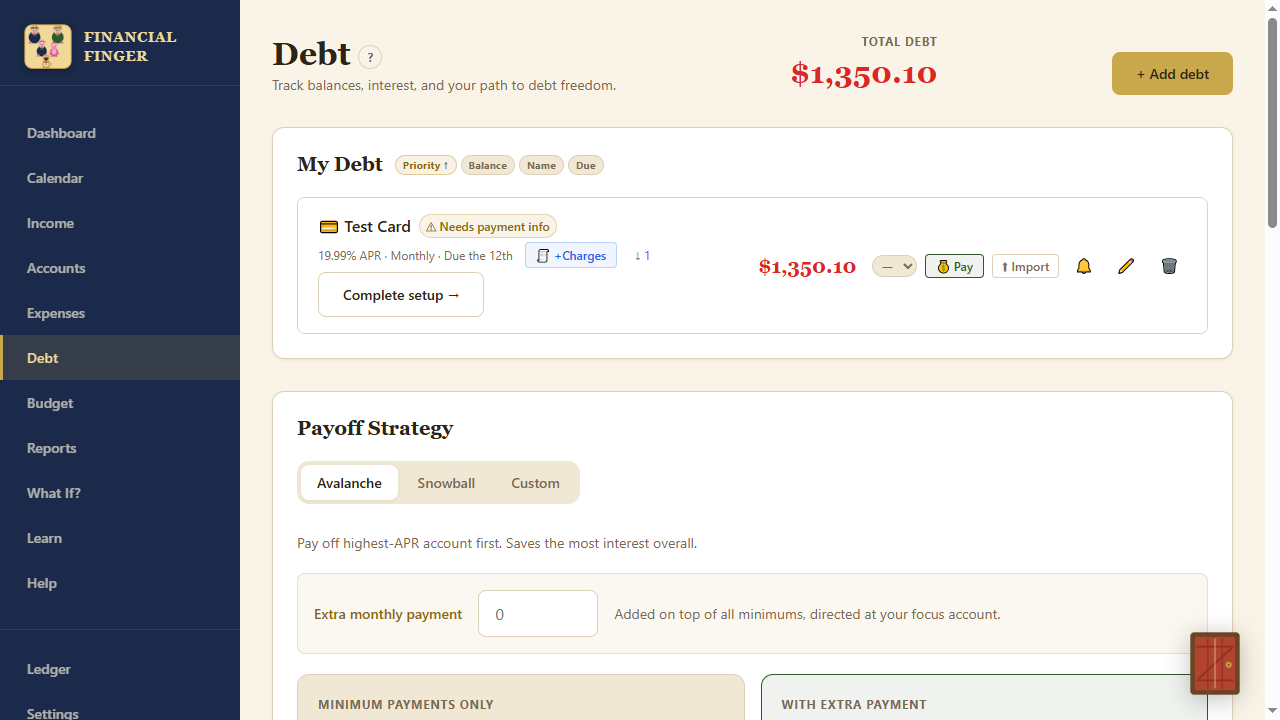 FINANCIAL
FINGER
Dashboard
Calendar
Income
Accounts
Expenses
Debt
Budget
Reports
What If?
Learn
Help
Ledger
Settings
Debt ?
Track balances, interest, and your path to debt freedom.
TOTAL DEBT
$1,350.10
+ Add debt
My Debt Priority ↑ Balance Name Due
Test Card ⚠ Needs payment info
19.99% APR · Monthly · Due the 12th +Charges ↓ 1
Complete setup →
$1,350.10 — Pay ⬆ Import
Payoff Strategy
Avalanche Snowball Custom
Pay off highest-APR account first. Saves the most interest overall.
Extra monthly payment 0 Added on top of all minimums, directed at your focus account.
MINIMUM PAYMENTS ONLY
WITH EXTRA PAYMENT